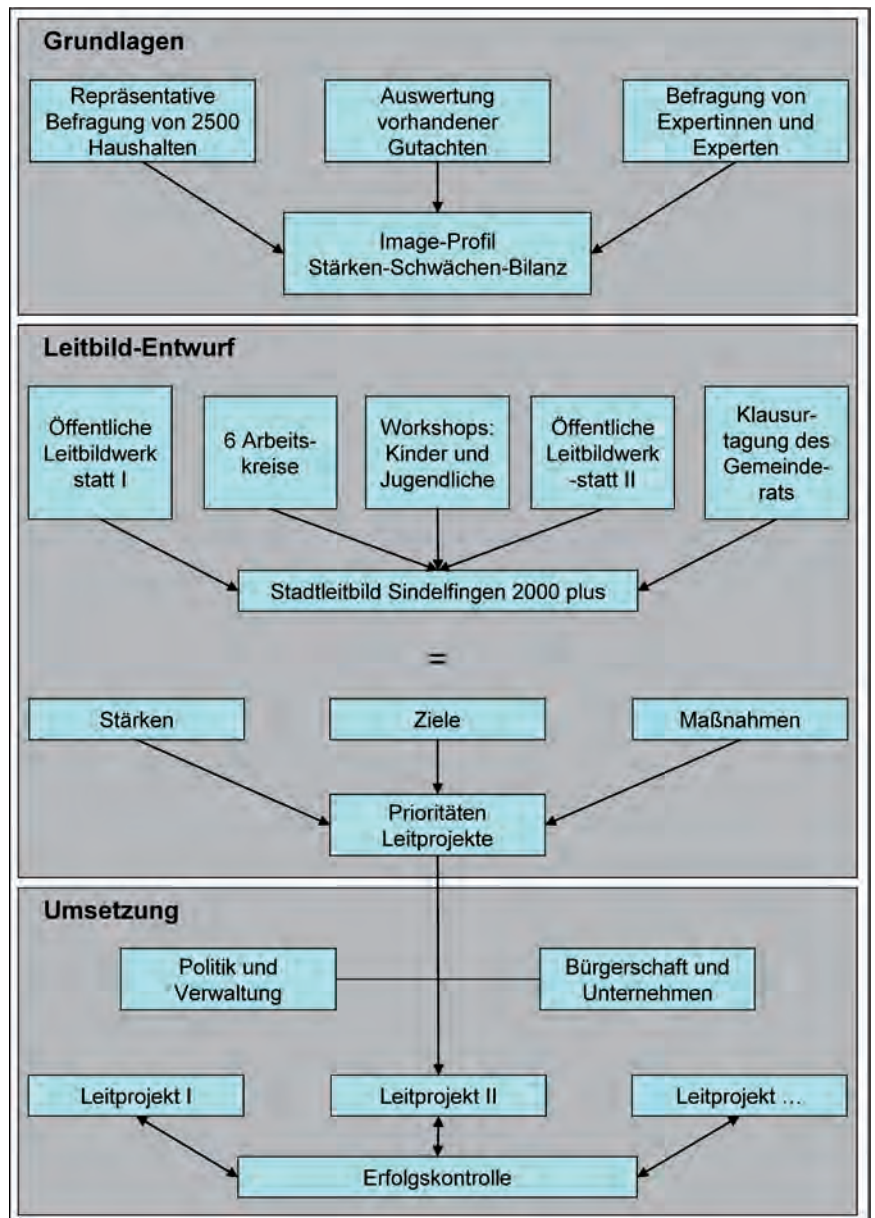 Grundlagen
Repräsentative
Befragung von 2500
Haushalten
Auswertung
vorhandener
Gutachten
Befragung von
Expertinnen und
Experten
Image-Profil
Stärken-Schwächen-Bilanz
Leitbild-Entwurf
Öffentliche
Leitbildwerk
statt I
6 Arbeits-
kreise
Workshops:
Kinder und
Jugendliche
Öffentliche
Leitbildwerk
-statt II
Klausur-
tagung des
Gemeinde-
rats
Stadtleitbild Sindelfingen 2000 plus
=
Stärken
Ziele
Maßnahmen
Prioritäten
Leitprojekte
Umsetzung
Politik und
Verwaltung
Bürgerschaft und
Unternehmen
Leitprojekt I
Leitprojekt II
Leitprojekt ...
Erfolgskontrolle